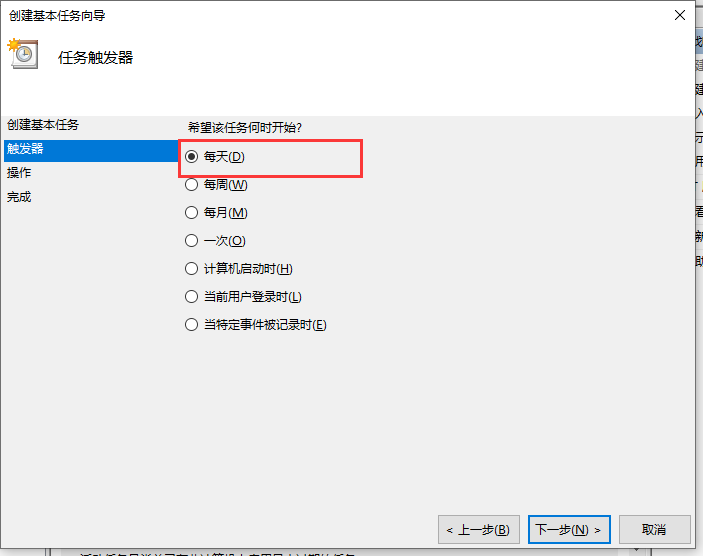 创建基本任务向导
任务触发器
创建基本任务
触发器
操作
完成
希望该任务何时开始?
每天(D)
每周(W)
每月(M)
一次(O)
计算机启动时(H)
当前用户登录时(L)
当特定事件被记录时(E)
< 上一步(B)
下一步(N) >
取消